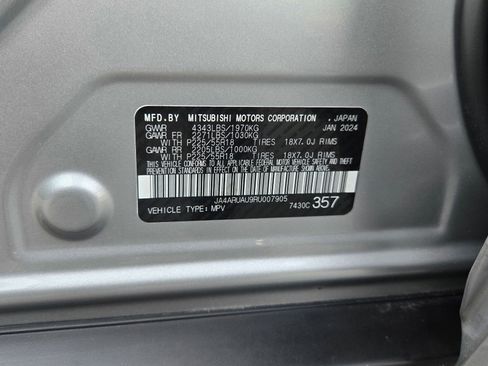 MFD.BY MITSUBISHI MOTORS CORPORATION , JAPAN
GVWR 4343LBS/1970KG JAN 2024
GAWR FR 2271LBS/1030KG
WITH P225/55R18 TIRES 18X7.0J RIMS
GAWR RR 2205LBS/1000KG
WITH P225/55R18 TIRES 18X7.0J RIMS
THIS VEHICLE CONFORMS TO ALL APPLICABLE FEDERAL
MOTOR VEHICLE SAFETY, BUMPER, AND THEFT
PREVENTION STANDARDS IN EFFECT ON THE DATE OF
MANUFACTURE SHOWN ABOVE.
JA4ARUAU9RU007905
VEHICLE TYPE: MPV 7430C 357